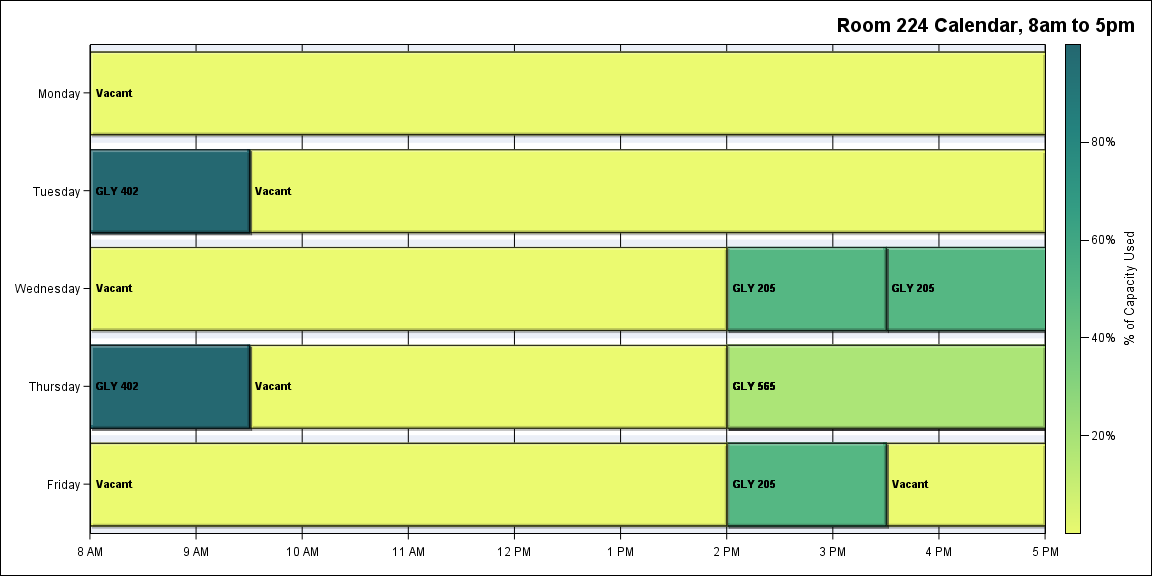 Room 224 Calendar, 8am to 5pm
Monday
Vacant
Tuesday
GLY 402
Vacant
Wednesday
Vacant
GLY 205
GLY 205
Thursday
GLY 402
Vacant
GLY 565
Friday
Vacant
GLY 205
Vacant
8 AM
9 AM
10 AM
11 AM
12 PM
1 PM
2 PM
3 PM
4 PM
5 PM
80%
60%
40%
20%
% of Capacity Used